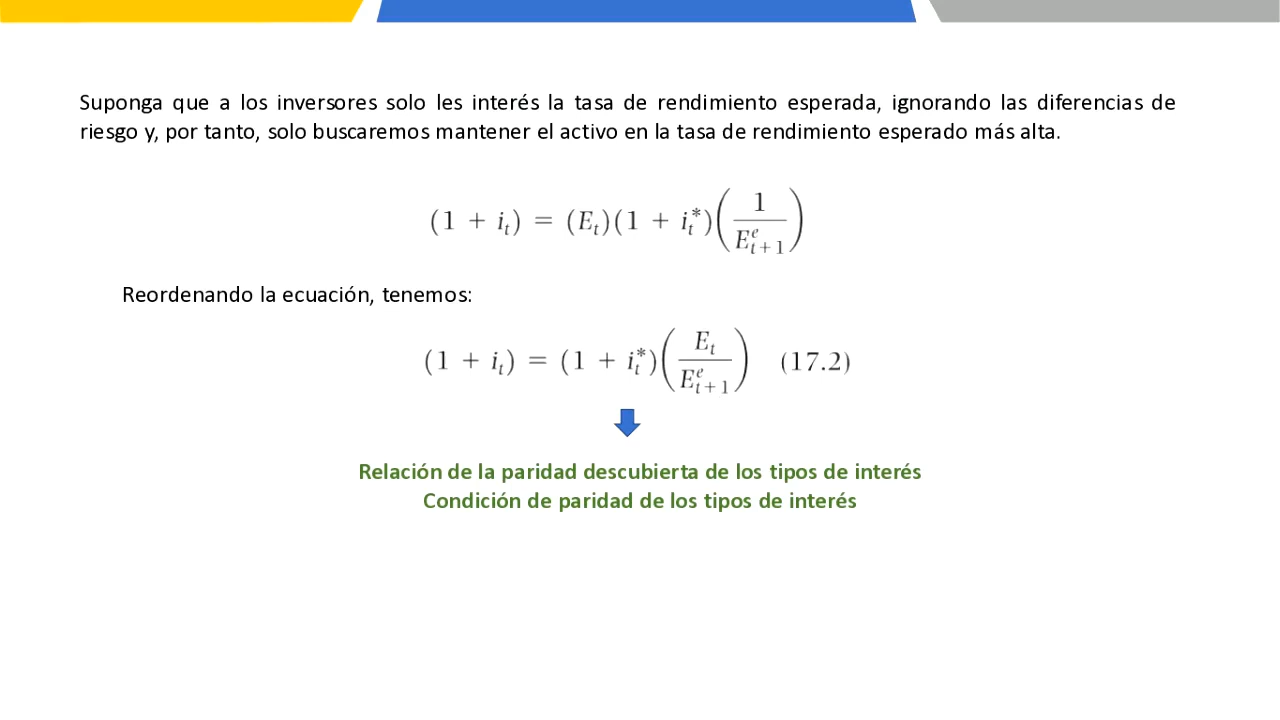 Suponga que a los inversores solo les interés la tasa de rendimiento esperada, ignorando las diferencias de
riesgo y, por tanto, solo buscaremos mantener el activo en la tasa de rendimiento esperado más alta.
(1 + i_t) = (E_t)(1 + i_t^*)(1 / E_{t+1}^e)
Reordenando la ecuación, tenemos:
(1 + i_t) = (1 + i_t^*)(E_t / E_{t+1}^e) (17.2)
Relación de la paridad descubierta de los tipos de interés
Condición de paridad de los tipos de interés